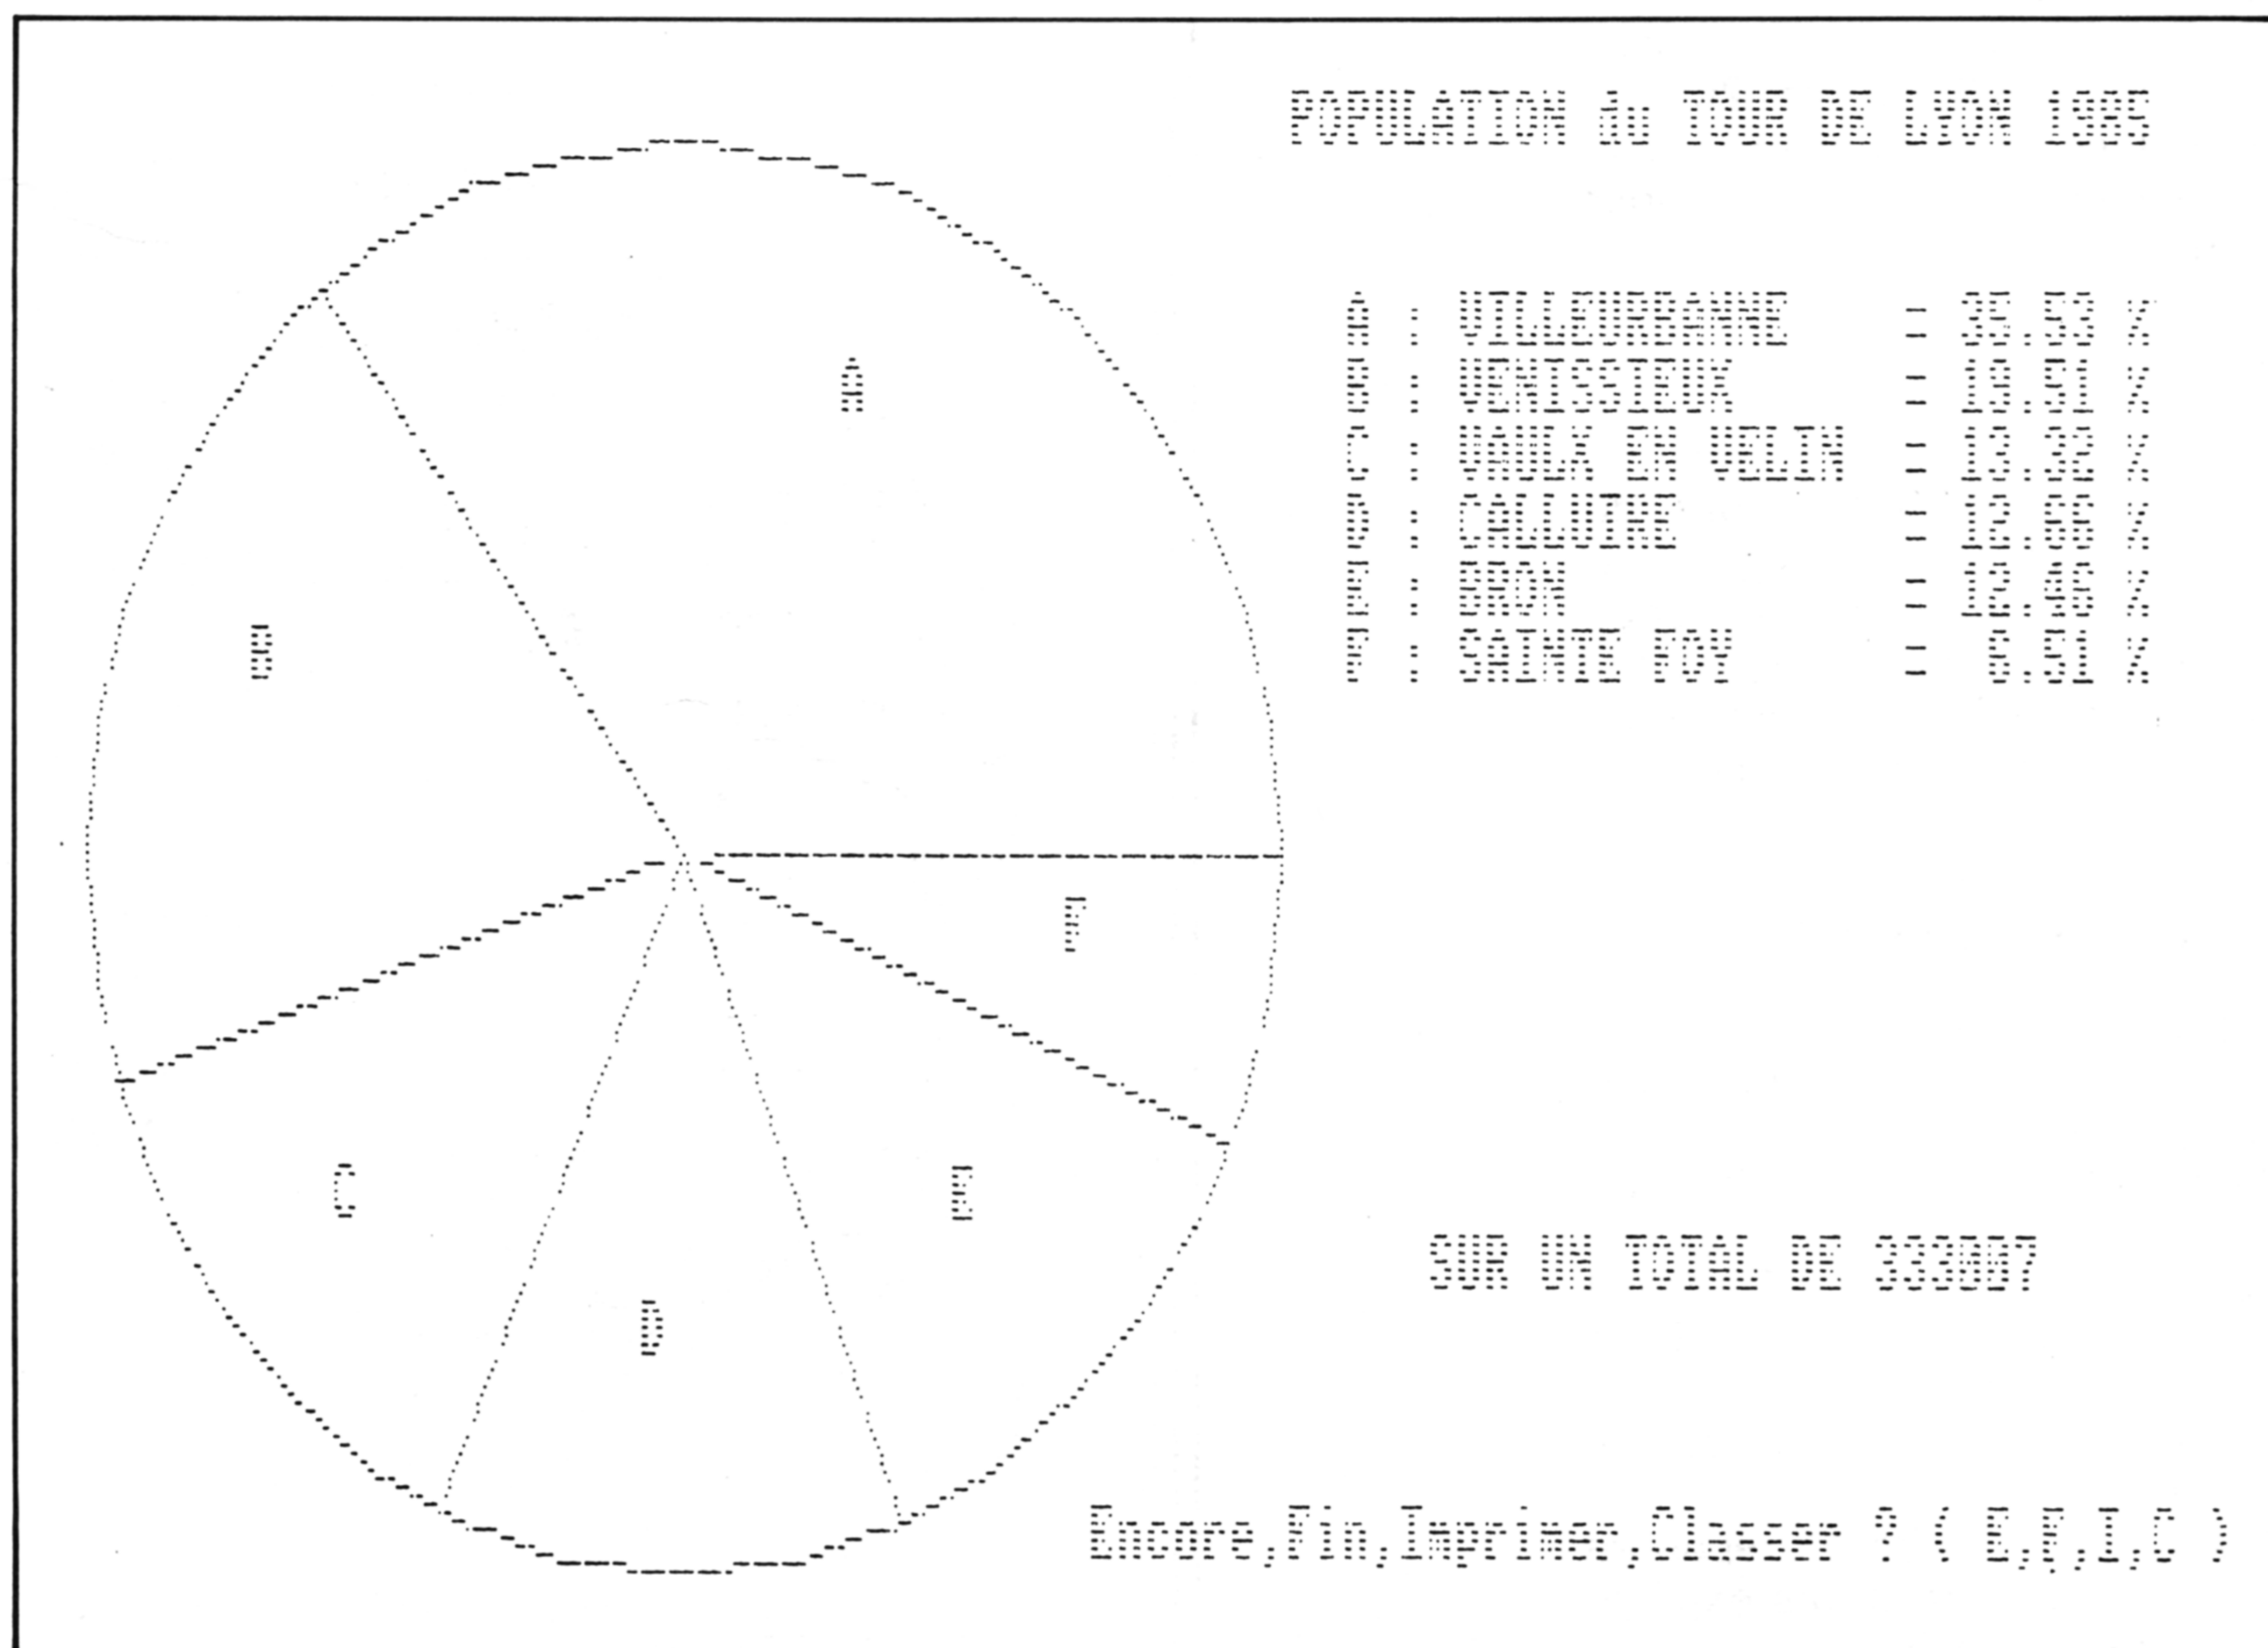 POPULATION du TOUR DE LYON 1985
A : VILLEURBANNE = 35.53 %
B : VENISSIEUX = 19.51 %
C : VAULX EN VELIN = 13.32 %
D : CALLUIRE = 12.66 %
E : BRON = 12.46 %
F : SAINTE FOY = 6.51 %
A
B
F
C
E
D
SUR UN TOTAL DE 333007
Encore,Fin,Imprimer,Classer ? ( E,F,I,C )